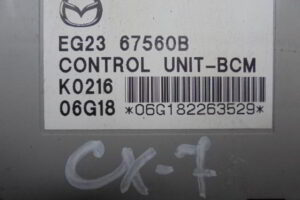 EG23 67560B
CONTROL UNIT-BCM
K0216
06G18 *06G182263529*
CX-7